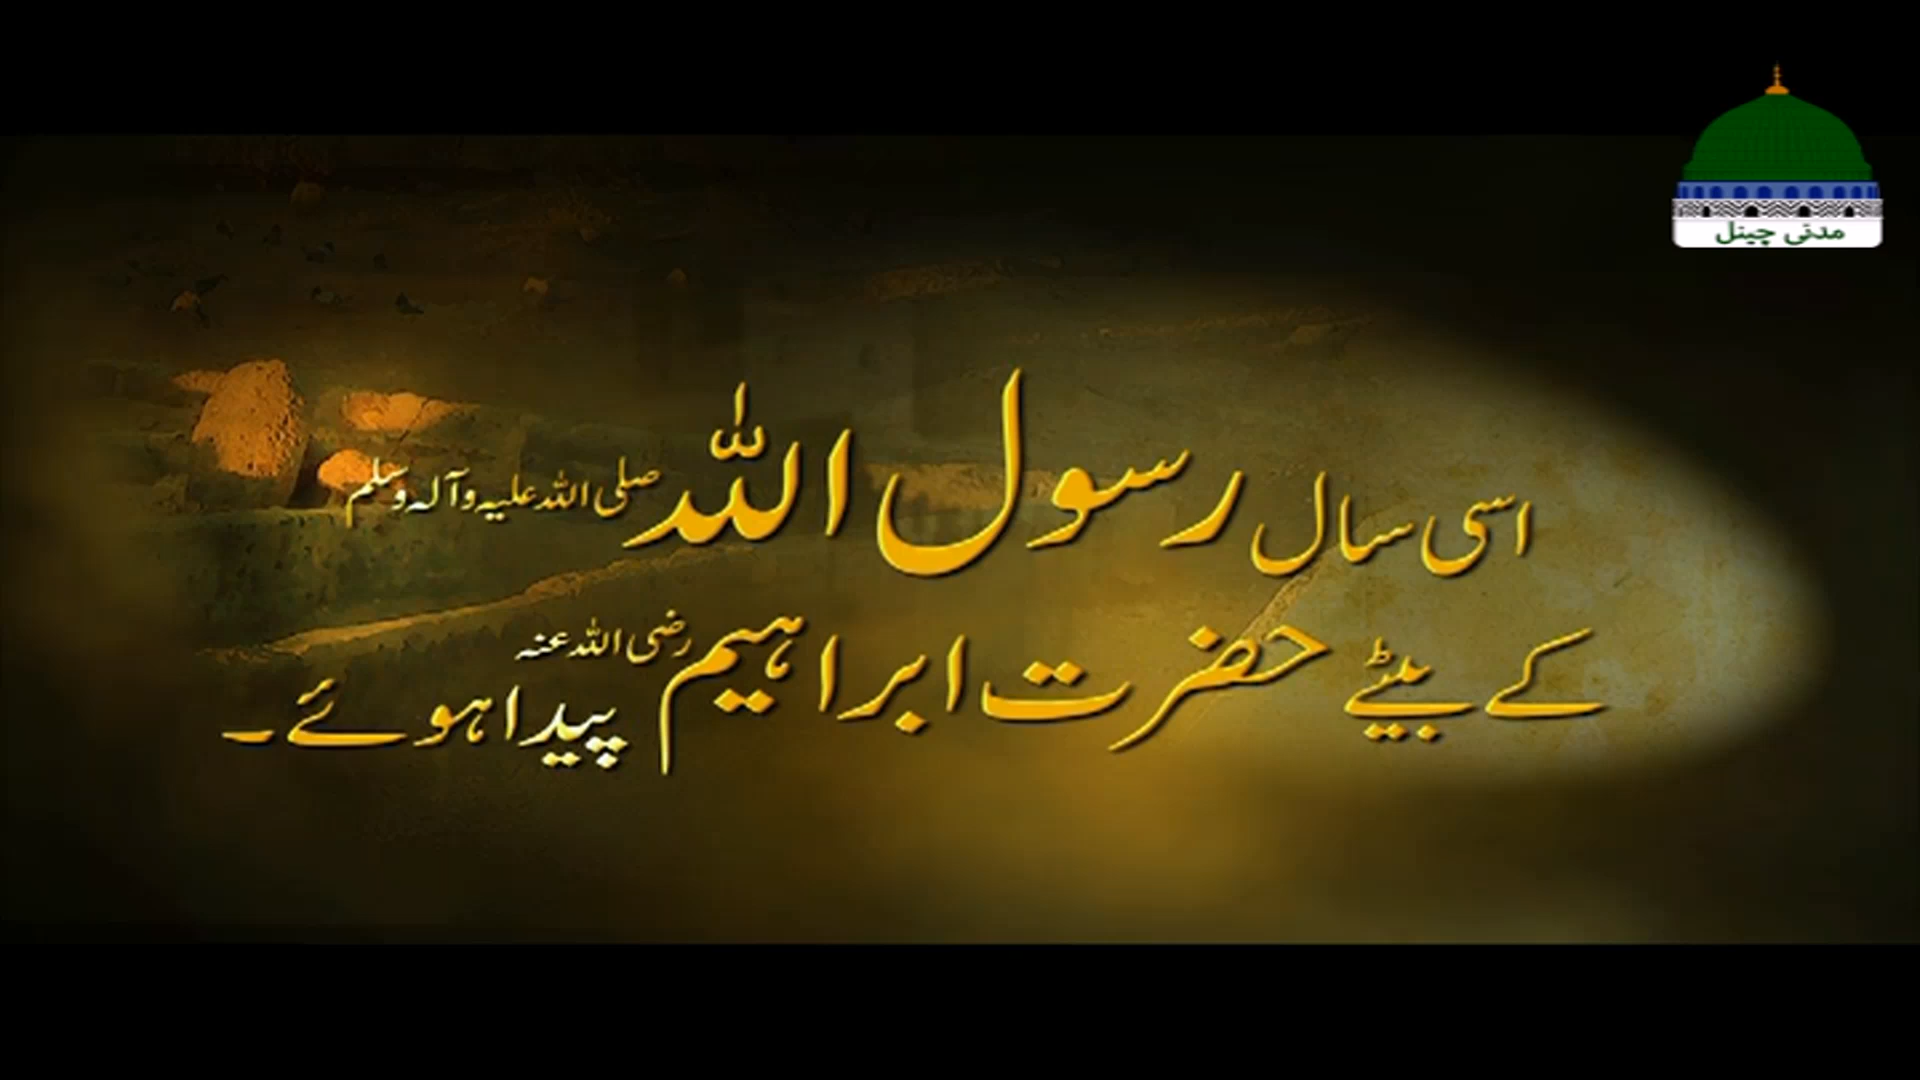 مدنی چینل
اسی سال رسول اللہ صلی اللہ علیہ وآلہ وسلم
کے بیٹے حضرت ابراہیم رضی اللہ عنہ پیدا ہوئے۔